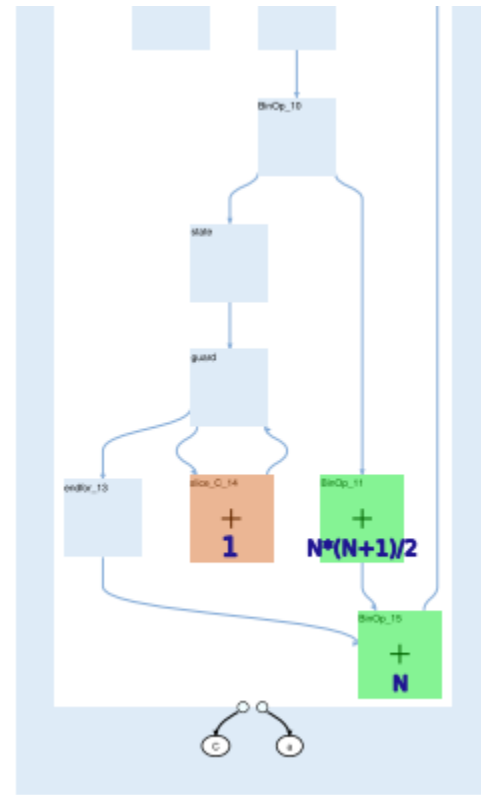 BinOp_10
state
guard
endfor_13
slice_C_14
+
1
BinOp_11
+
N*(N+1)/2
BinOp_15
+
N
C
a